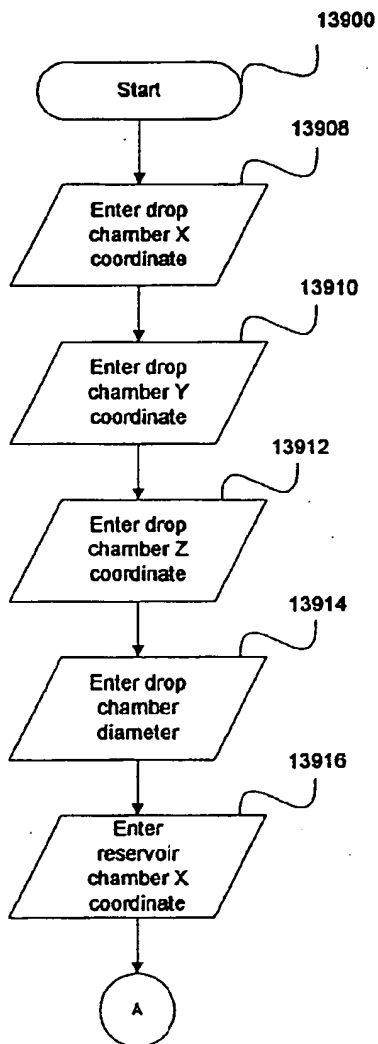 13900
Start
13908
Enter drop
chamber X
coordinate
13910
Enter drop
chamber Y
coordinate
13912
Enter drop
chamber Z
coordinate
13914
Enter drop
chamber
diameter
13916
Enter
reservoir
chamber X
coordinate
A